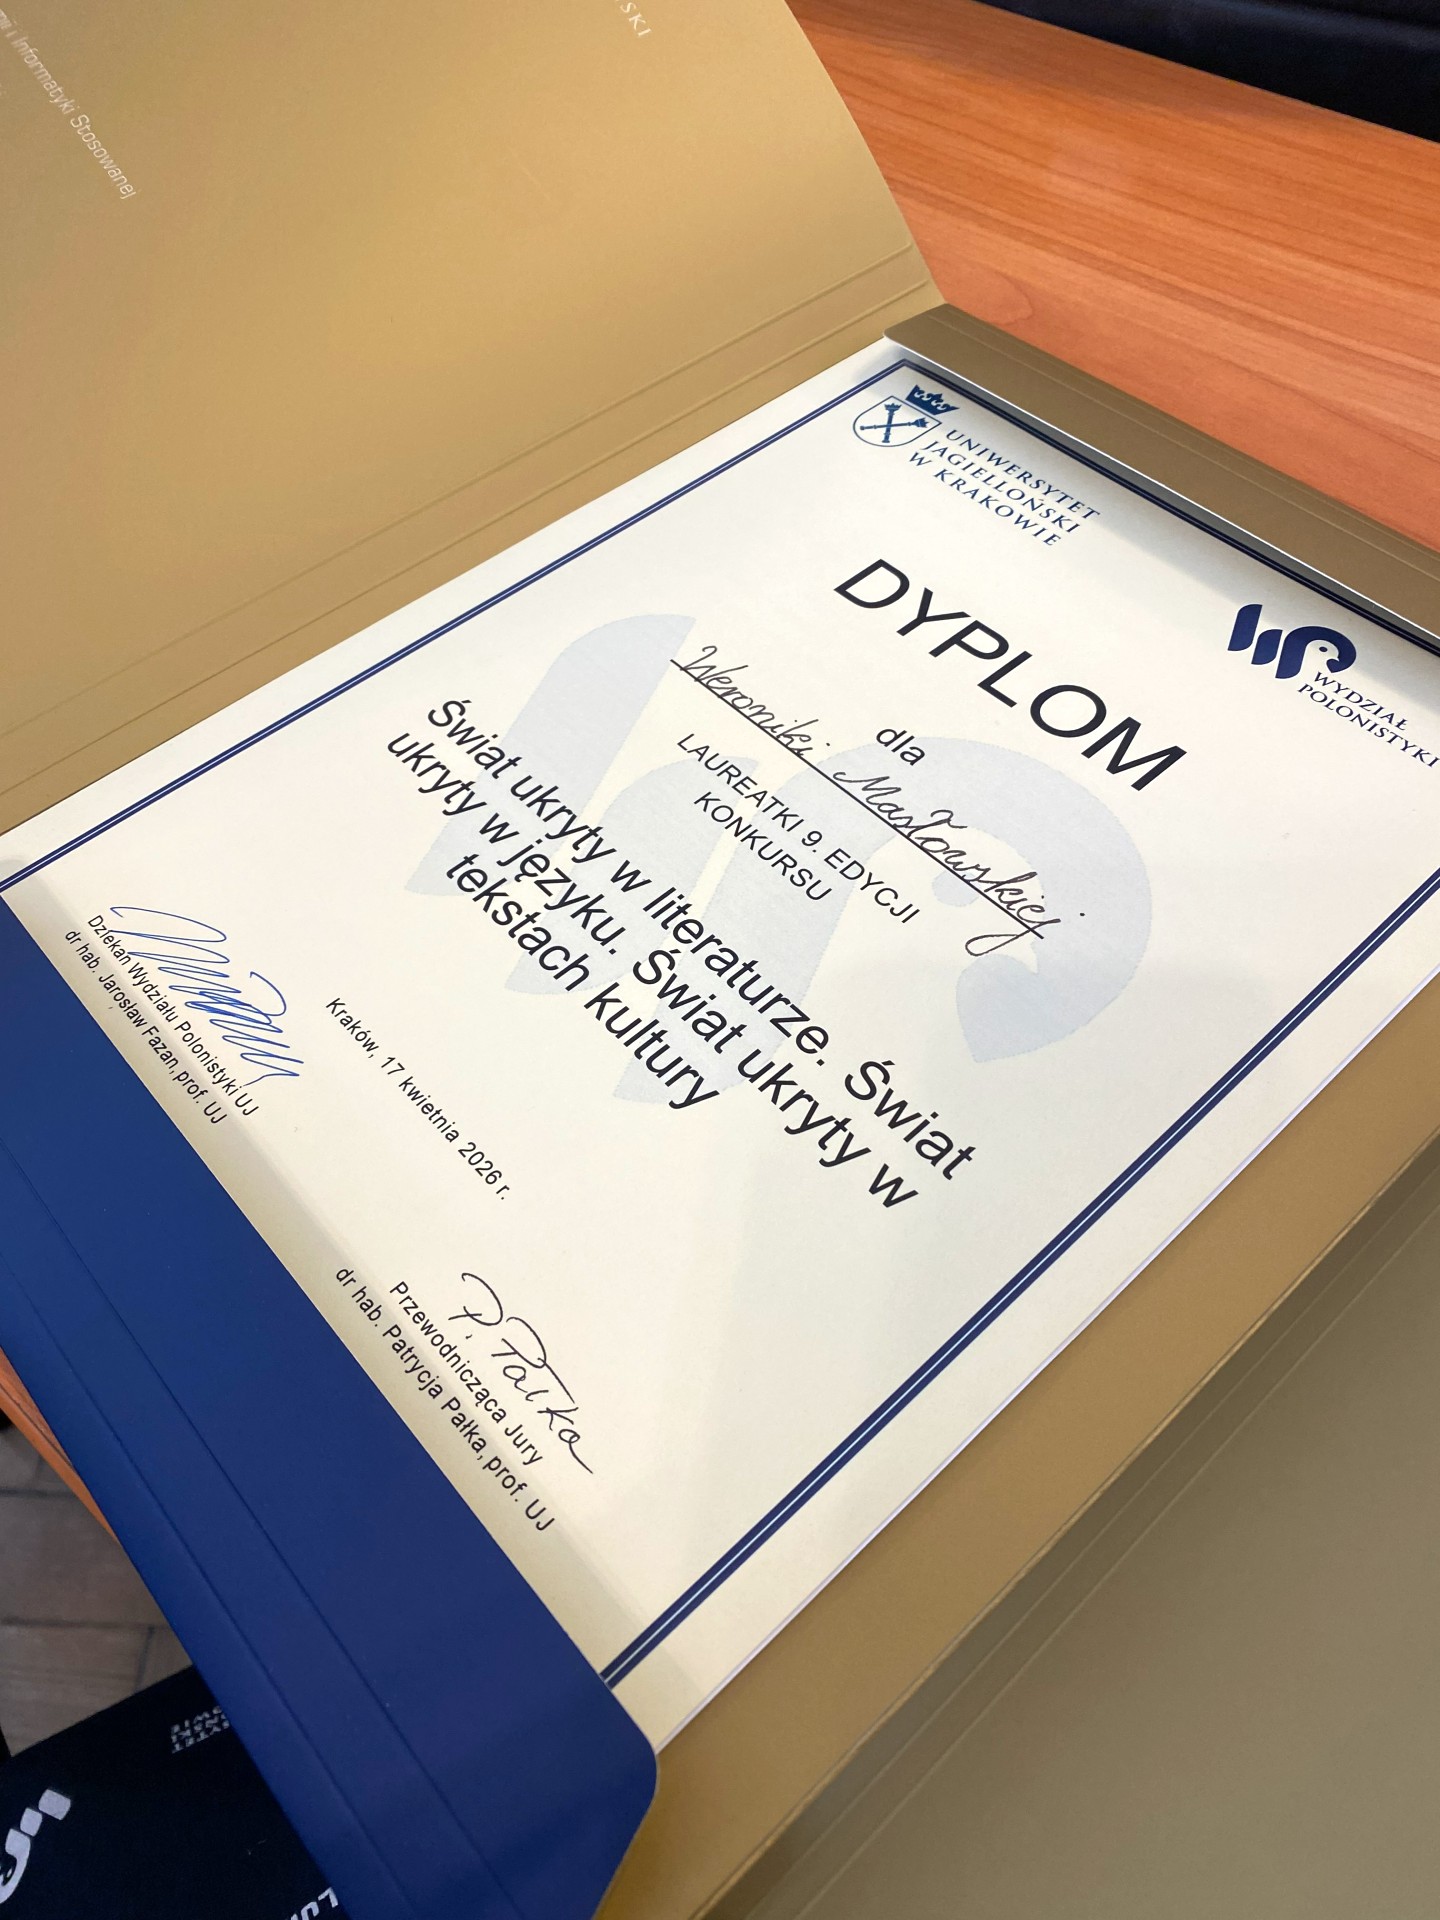 i Informatyki Stosowanej
SKI
UNIWERSYTET
JAGIELLOŃSKI
W KRAKOWIE
WYDZIAŁ
POLONISTYKI
DYPLOM
dla
Weroniki Masłowskiej
LAUREATKI 9. EDYCJI
KONKURSU
Świat ukryty w literaturze. Świat
ukryty w języku. Świat ukryty w
tekstach kultury
Kraków, 17 kwietnia 2026 r.
Dziekan Wydziału Polonistyki UJ
dr hab. Jarosław Fazan, prof. UJ
P. Pałka
Przewodnicząca Jury
dr hab. Patrycja Pałka, prof. UJ